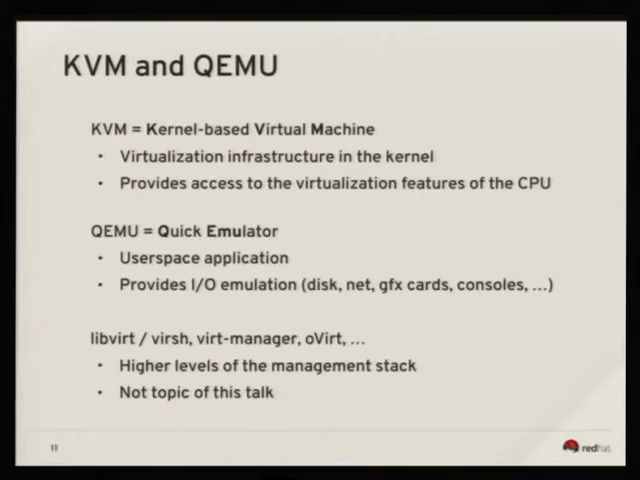 KVM and QEMU
KVM = Kernel-based Virtual Machine
• Virtualization infrastructure in the kernel
• Provides access to the virtualization features of the CPU
QEMU = Quick Emulator
• Userspace application
• Provides I/O emulation (disk, net, gfx cards, consoles, ...)
libvirt / virsh, virt-manager, oVirt, ...
• Higher levels of the management stack
• Not topic of this talk
11
redhat